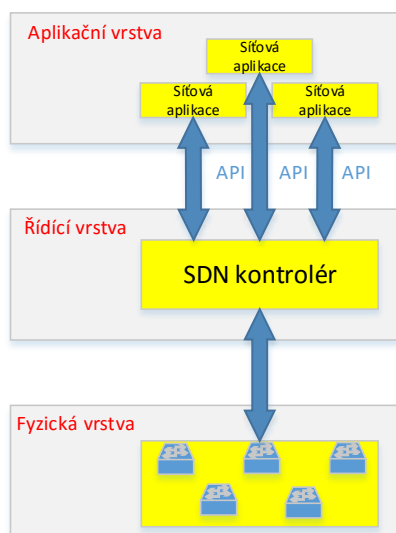 Aplikační vrstva
Síťová
aplikace
Síťová
aplikace
Síťová
aplikace
API
API
API
Řídící vrstva
SDN kontrolér
Fyzická vrstva